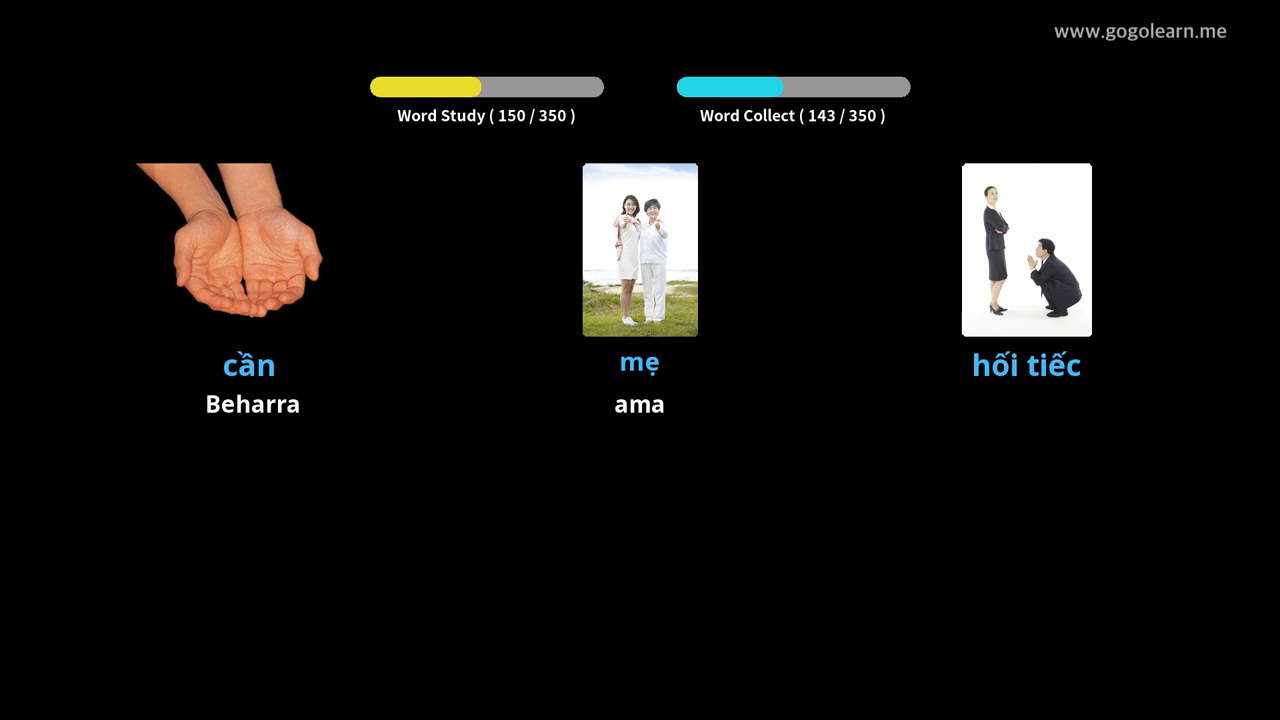 www.gogolearn.me
Word Study ( 150 / 350 )
Word Collect ( 143 / 350 )
cần
mẹ
hối tiếc
Beharra
ama